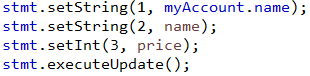 stmt.setString(1, myAccount.name);
stmt.setString(2, name);
stmt.setInt(3, price);
stmt.executeUpdate();